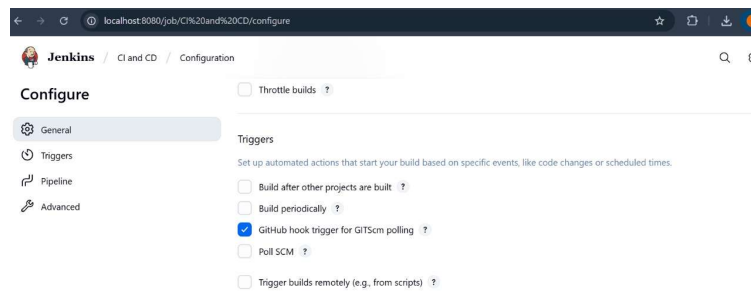 localhost:8080/job/CI%20and%20CD/configure
Jenkins / CI and CD / Configuration
Configure
General
Triggers
Pipeline
Advanced
Throttle builds ?
Triggers
Set up automated actions that start your build based on specific events, like code changes or scheduled times.
Build after other projects are built ?
Build periodically ?
GitHub hook trigger for GITScm polling ?
Poll SCM ?
Trigger builds remotely (e.g., from scripts) ?